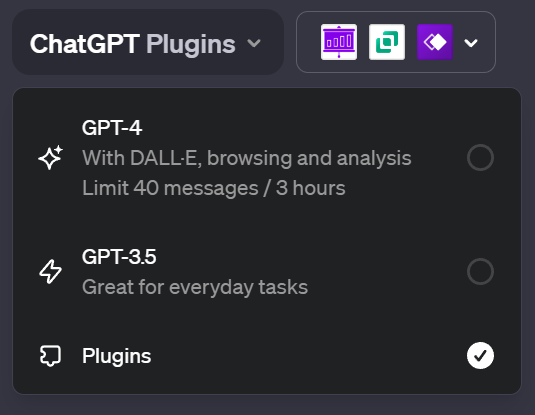 ChatGPT Plugins
GPT-4
With DALL·E, browsing and analysis
Limit 40 messages / 3 hours
GPT-3.5
Great for everyday tasks
Plugins